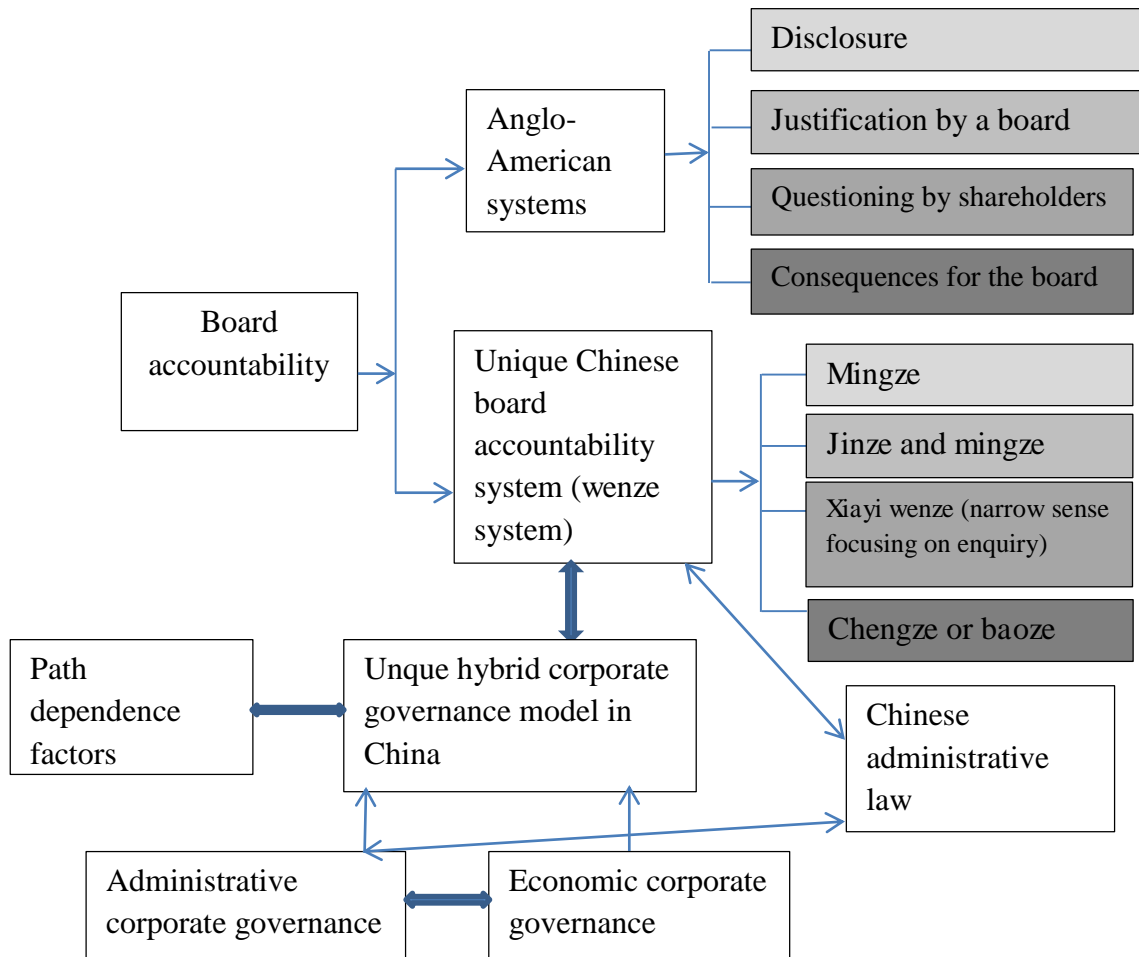 Disclosure
Anglo-
American
systems
Justification by a board
Questioning by shareholders
Consequences for the board
Board
accountability
Unique Chinese
board
accountability
system (wenze
system)
Mingze
Jinze and mingze
Xiayi wenze (narrow sense
focusing on enquiry)
Chengze or baoze
Path
dependence
factors
Unque hybrid corporate
governance model in
China
Chinese
administrative
law
Administrative
corporate governance
Economic corporate
governance